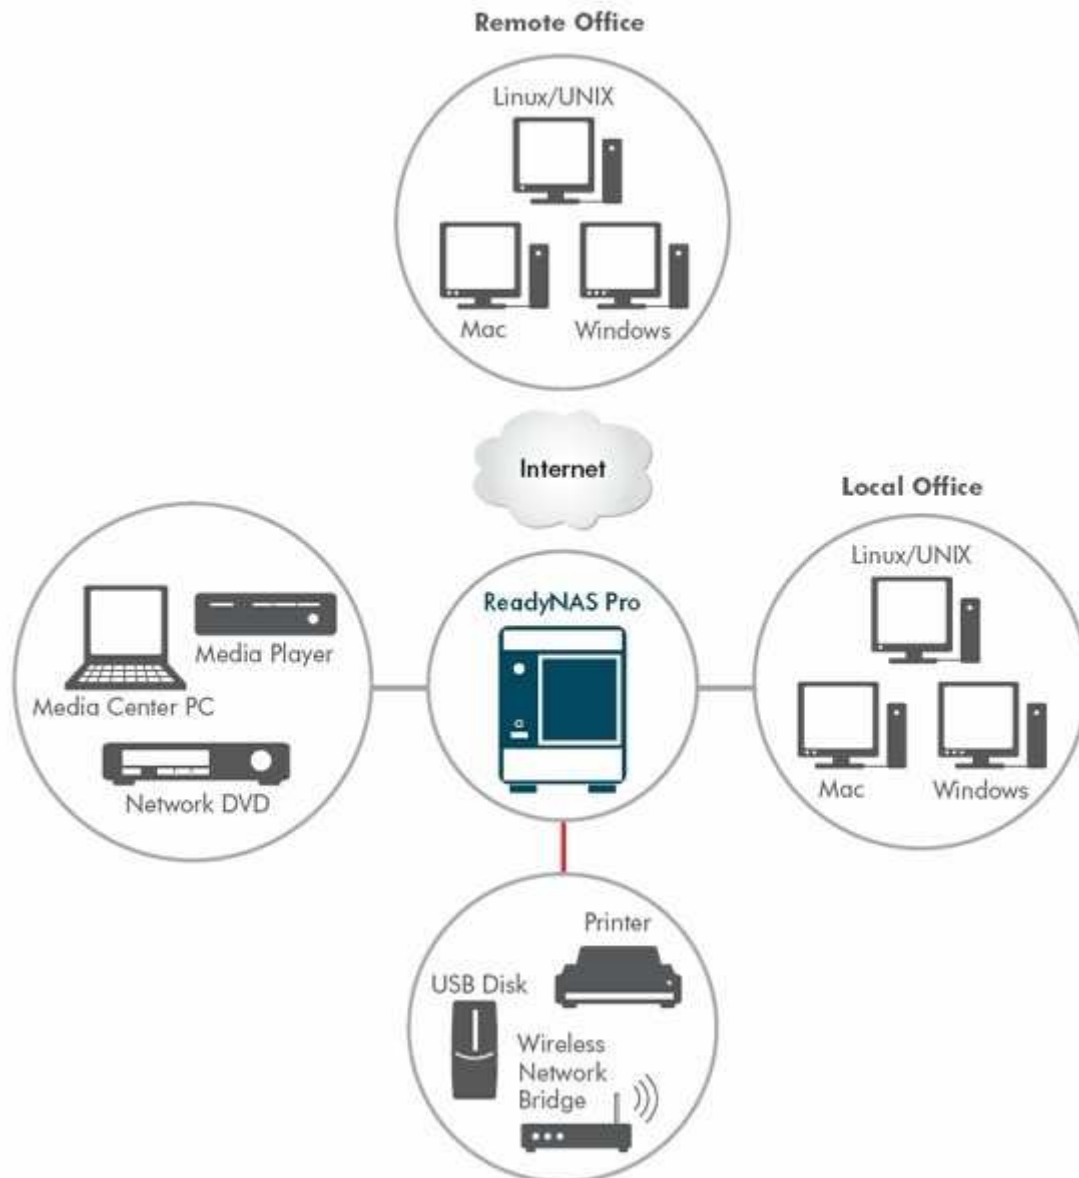 Remote Office
Linux/UNIX
Mac
Windows
Internet
Local Office
Linux/UNIX
Mac
Windows
ReadyNAS Pro
Media Player
Media Center PC
Network DVD
Printer
USB Disk
Wireless
Network
Bridge